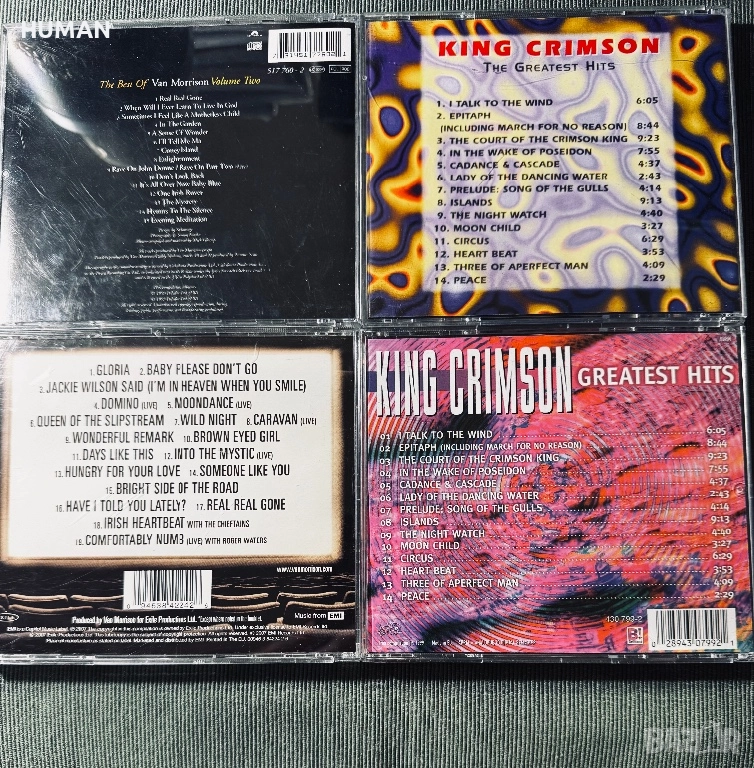 HUMAN
517 760 - 2
The Best Of Van Morrison Volume Two
1 Real Real Gone
2 When Will I Ever Learn To Live In God
3 Sometimes I Feel Like A Motherless Child
4 In The Garden
5 A Sense Of Wonder
6 I'll Tell Me Ma
7 Coney Island
8 Enlightenment
9 Rave On John Donne / Rave On Part Two
10 Don't Look Back
11 It's All Over Now Baby Blue
12 One Irish Rover
13 The Mystery
14 Hymns To The Silence
15 Evening Meditation
KING CRIMSON
- THE GREATEST HITS
1. I TALK TO THE WIND 6:05
2. EPITAPH
(INCLUDING MARCH FOR NO REASON) 8:44
3. THE COURT OF THE CRIMSON KING 9:23
4. IN THE WAKE OF POSEIDON 7:55
5. CADANCE & CASCADE 4:37
6. LADY OF THE DANCING WATER 2:43
7. PRELUDE: SONG OF THE GULLS 4:14
8. ISLANDS 9:13
9. THE NIGHT WATCH 4:40
10. MOON CHILD 3:27
11. CIRCUS 6:29
12. HEART BEAT 3:53
13. THREE OF APERFECT MAN 4:09
14. PEACE 2:29
1. GLORIA 2. BABY PLEASE DON'T GO
3. JACKIE WILSON SAID (I'M IN HEAVEN WHEN YOU SMILE)
4. DOMINO (LIVE) 5. MOONDANCE (LIVE)
6. QUEEN OF THE SLIPSTREAM 7. WILD NIGHT 8. CARAVAN (LIVE)
9. WONDERFUL REMARK 10. BROWN EYED GIRL
11. DAYS LIKE THIS 12. INTO THE MYSTIC (LIVE)
13. HUNGRY FOR YOUR LOVE 14. SOMEONE LIKE YOU
15. BRIGHT SIDE OF THE ROAD
16. HAVE I TOLD YOU LATELY? 17. REAL REAL GONE
18. IRISH HEARTBEAT WITH THE CHIEFTAINS
19. COMFORTABLY NUMB (LIVE) WITH ROGER WATERS
www.vanmorrison.com
0 94638 42242 6
Produced by Van Morrison for Exile Productions Ltd.
Music from EMI
KING CRIMSON GREATEST HITS
01 I TALK TO THE WIND 6:05
02 EPITAPH (INCLUDING MARCH FOR NO REASON) 8:44
03 THE COURT OF THE CRIMSON KING 9:23
04 IN THE WAKE OF POSEIDON 7:55
05 CADANCE & CASCADE 4:37
06 LADY OF THE DANCING WATER 2:43
07 PRELUDE: SONG OF THE GULLS 4:14
08 ISLANDS 9:13
09 THE NIGHT WATCH 4:40
10 MOON CHILD 3:27
11 CIRCUS 6:29
12 HEART BEAT 3:53
13 THREE OF APERFECT MAN 4:09
14 PEACE 2:29
130 799-2
0 28943 07992 1
BAZAR